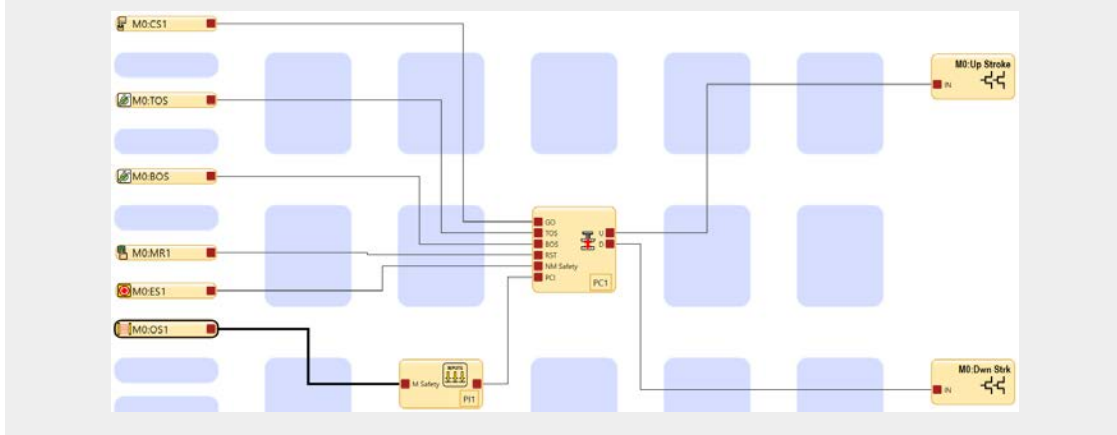 M0:CS1
M0:Up Stroke
IN
M0:TOS
M0:BOS
GO
TOS
BOS
RST
NM Safety
PCI
U
D
PC1
M0:MR1
M0:ES1
M0:OS1
M Safety
INPUTS
PI1
M0:Dwn Strk
IN